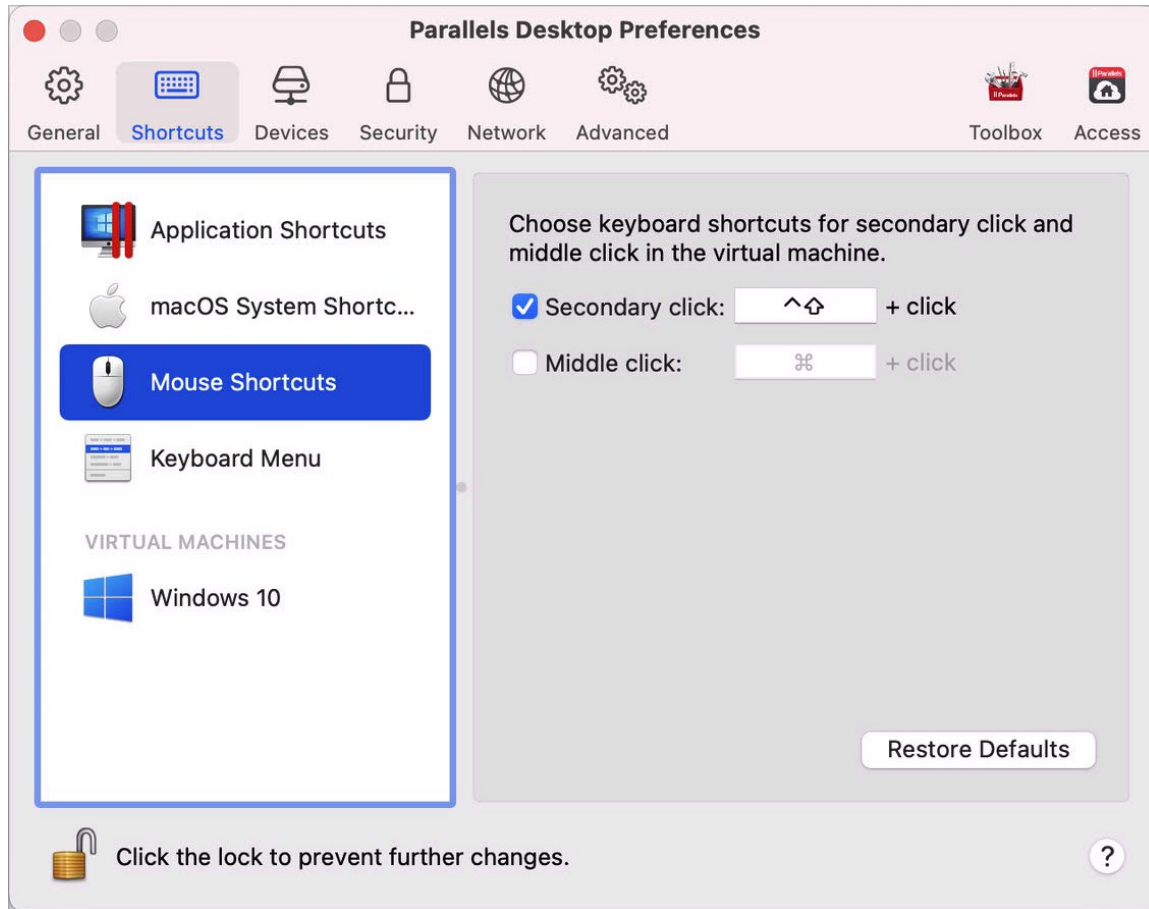 Parallels Desktop Preferences
General Shortcuts Devices Security Network Advanced Toolbox Access
Application Shortcuts
macOS System Shortc...
Mouse Shortcuts
Keyboard Menu
VIRTUAL MACHINES
Windows 10
Choose keyboard shortcuts for secondary click and
middle click in the virtual machine.
Secondary click: ^⇧ + click
Middle click: ⌘ + click
Restore Defaults
Click the lock to prevent further changes.
?